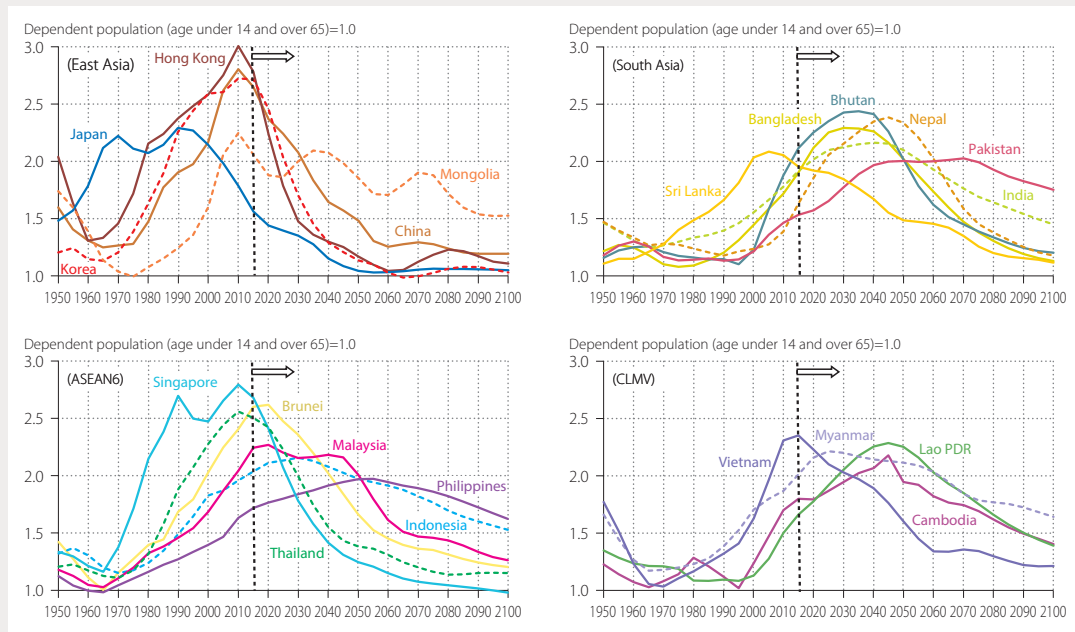 Dependent population (age under 14 and over 65)=1.0
3.0
(East Asia)
Hong Kong
2.5
Japan
2.0
Mongolia
1.5
China
Korea
1.0
1950 1960 1970 1980 1990 2000 2010 2020 2030 2040 2050 2060 2070 2080 2090 2100
Dependent population (age under 14 and over 65)=1.0
3.0
(South Asia)
2.5
Bhutan
Bangladesh
Nepal
Pakistan
2.0
Sri Lanka
India
1.5
1.0
1950 1960 1970 1980 1990 2000 2010 2020 2030 2040 2050 2060 2070 2080 2090 2100
Dependent population (age under 14 and over 65)=1.0
3.0
(ASEAN6)
Singapore
2.5
Brunei
Malaysia
2.0
Philippines
1.5
Indonesia
Thailand
1.0
1950 1960 1970 1980 1990 2000 2010 2020 2030 2040 2050 2060 2070 2080 2090 2100
Dependent population (age under 14 and over 65)=1.0
3.0
(CLMV)
2.5
Myanmar
Lao PDR
Vietnam
2.0
Cambodia
1.5
1.0
1950 1960 1970 1980 1990 2000 2010 2020 2030 2040 2050 2060 2070 2080 2090 2100